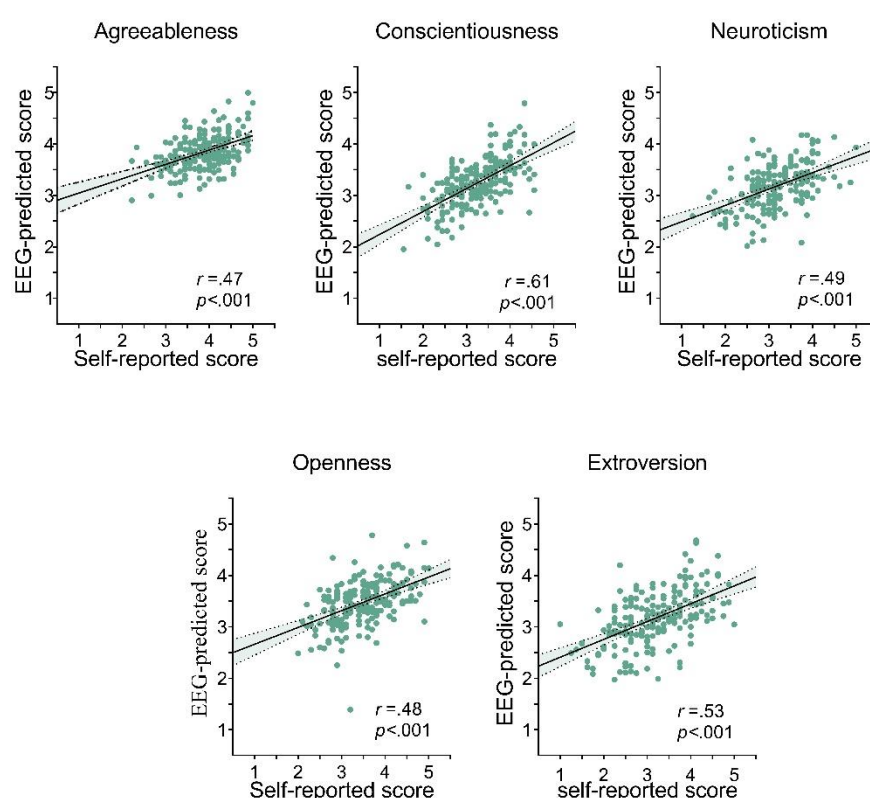 Agreeableness
EEG-predicted score
5
4
3
2
1
r=.47
p<.001
1 2 3 4 5
Self-reported score
Conscientiousness
EEG-predicted score
5
4
3
2
1
r=.61
p<.001
1 2 3 4 5
self-reported score
Neuroticism
EEG-predicted score
5
4
3
2
1
r=.49
p<.001
1 2 3 4 5
Self-reported score
Openness
EEG-predicted score
5
4
3
2
1
r=.48
p<.001
1 2 3 4 5
Self-reported score
Extroversion
EEG-predicted score
5
4
3
2
1
r=.53
p<.001
1 2 3 4 5
self-reported score